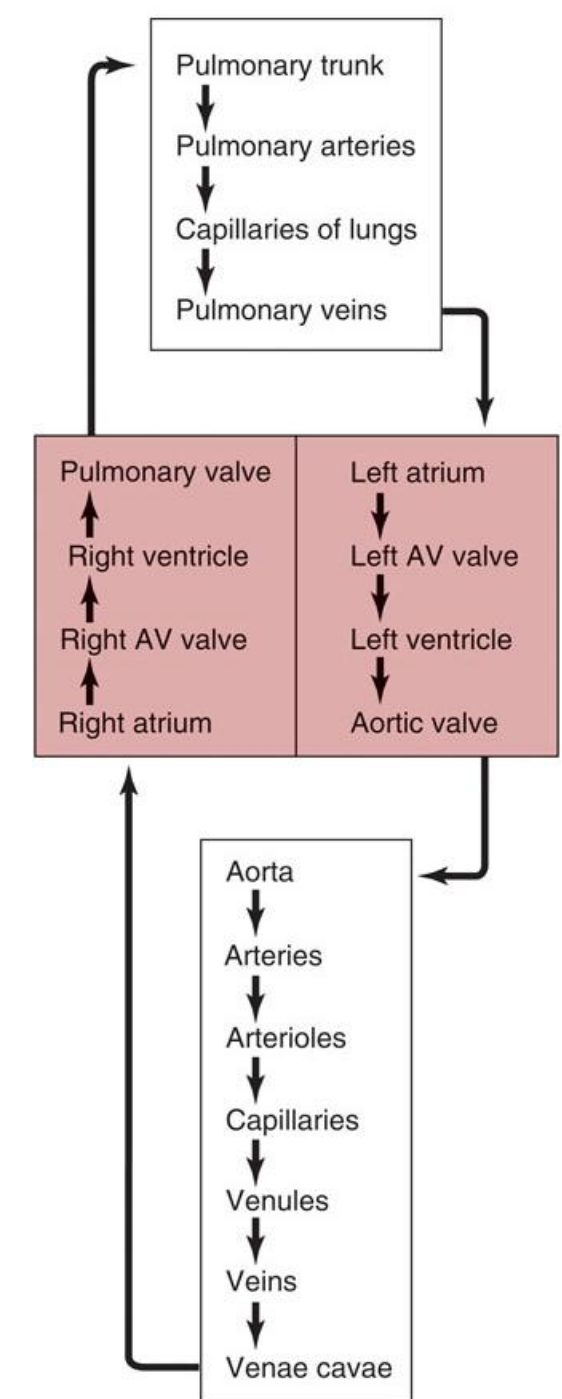 Pulmonary trunk
Pulmonary arteries
Capillaries of lungs
Pulmonary veins
Pulmonary valve
Right ventricle
Right AV valve
Right atrium
Left atrium
Left AV valve
Left ventricle
Aortic valve
Aorta
Arteries
Arterioles
Capillaries
Venules
Veins
Venae cavae